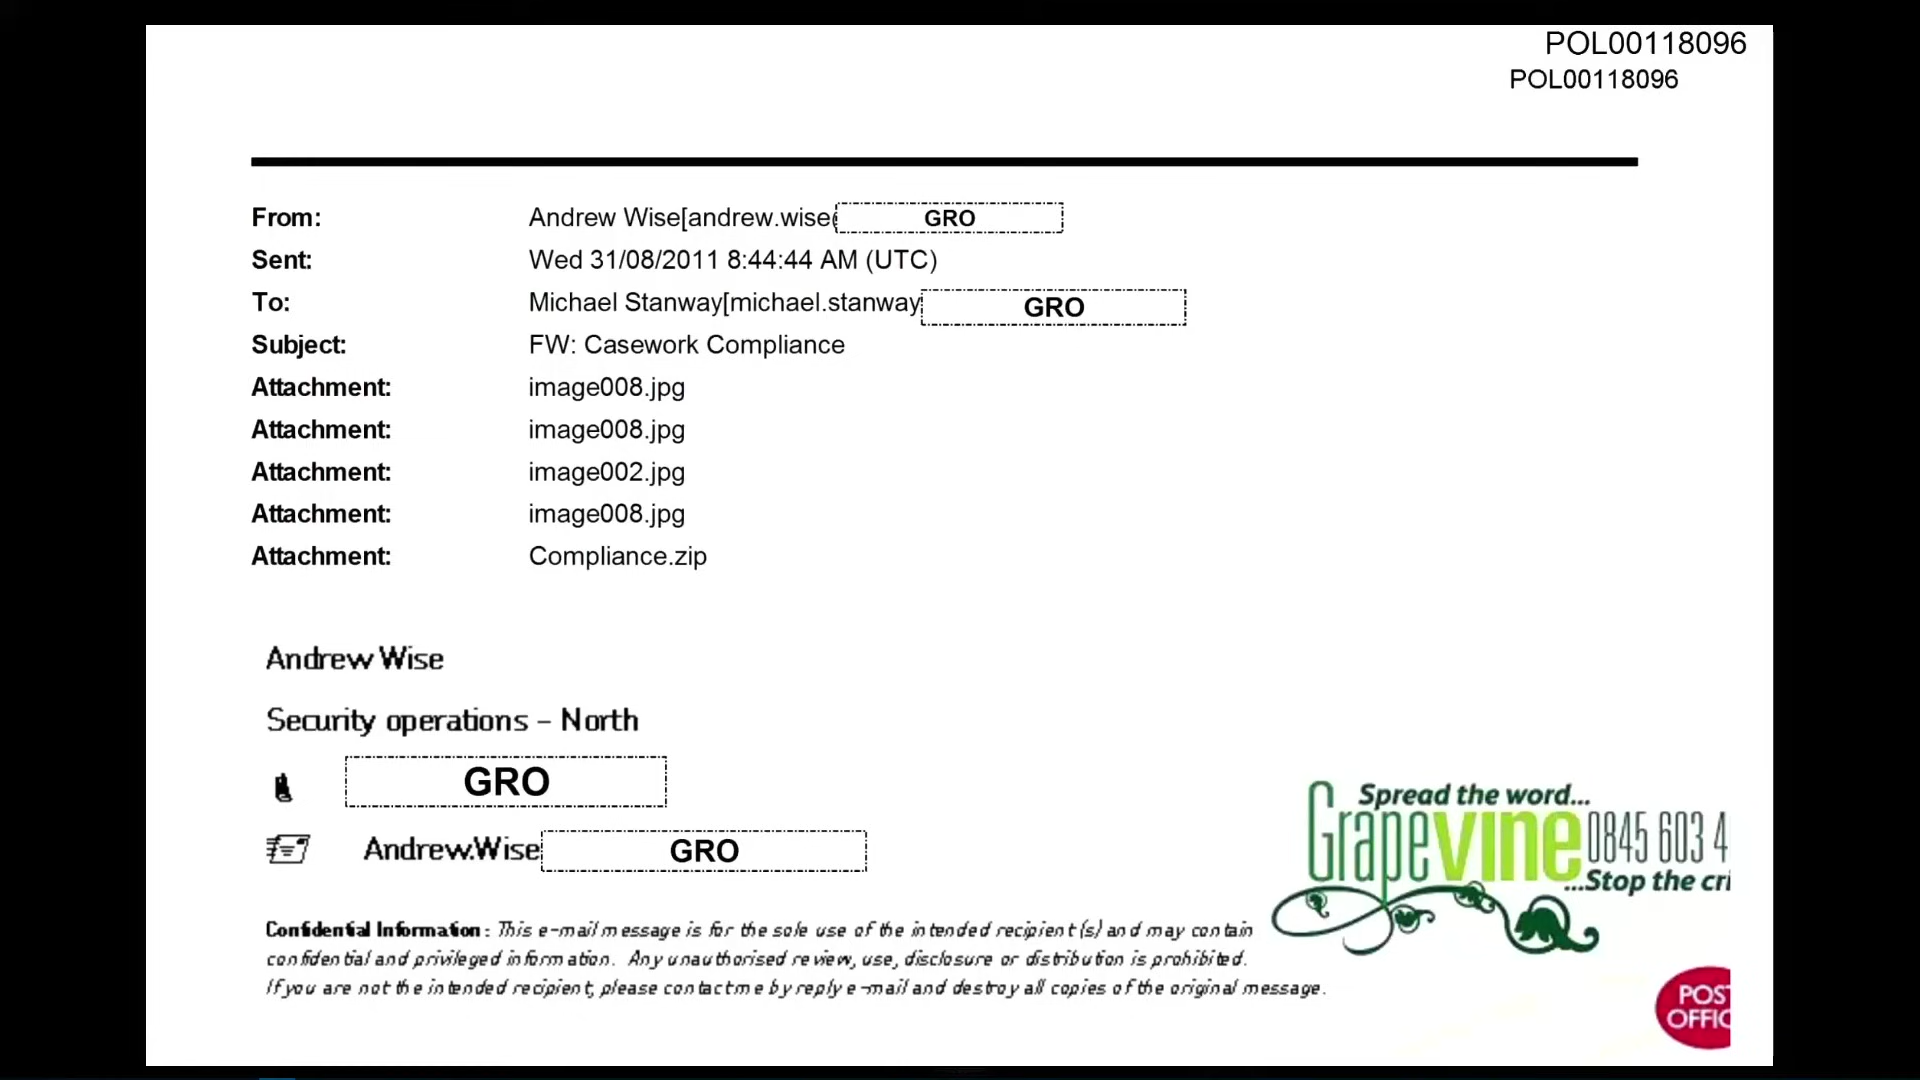 POL00118096
POL00118096
From: Andrew Wise[andrew.wise GRO
Sent: Wed 31/08/2011 8:44:44 AM (UTC)
To: Michael Stanway[michael.stanway GRO
Subject: FW: Casework Compliance
Attachment: image008.jpg
Attachment: image008.jpg
Attachment: image002.jpg
Attachment: image008.jpg
Attachment: Compliance.zip
Andrew Wise
Security operations – North
GRO
Andrew.Wise GRO
Spread the word...
Grapevine 0845 603 4
...Stop the cri
Confidential Information : This e-mail message is for the sole use of the intended recipient (s) and may contain
confidential and privileged information. Any unauthorised review, use, disclosure or distribution is prohibited.
If you are not the intended recipient, please contact me by reply e-mail and destroy all copies of the original message.
POST
OFFIC